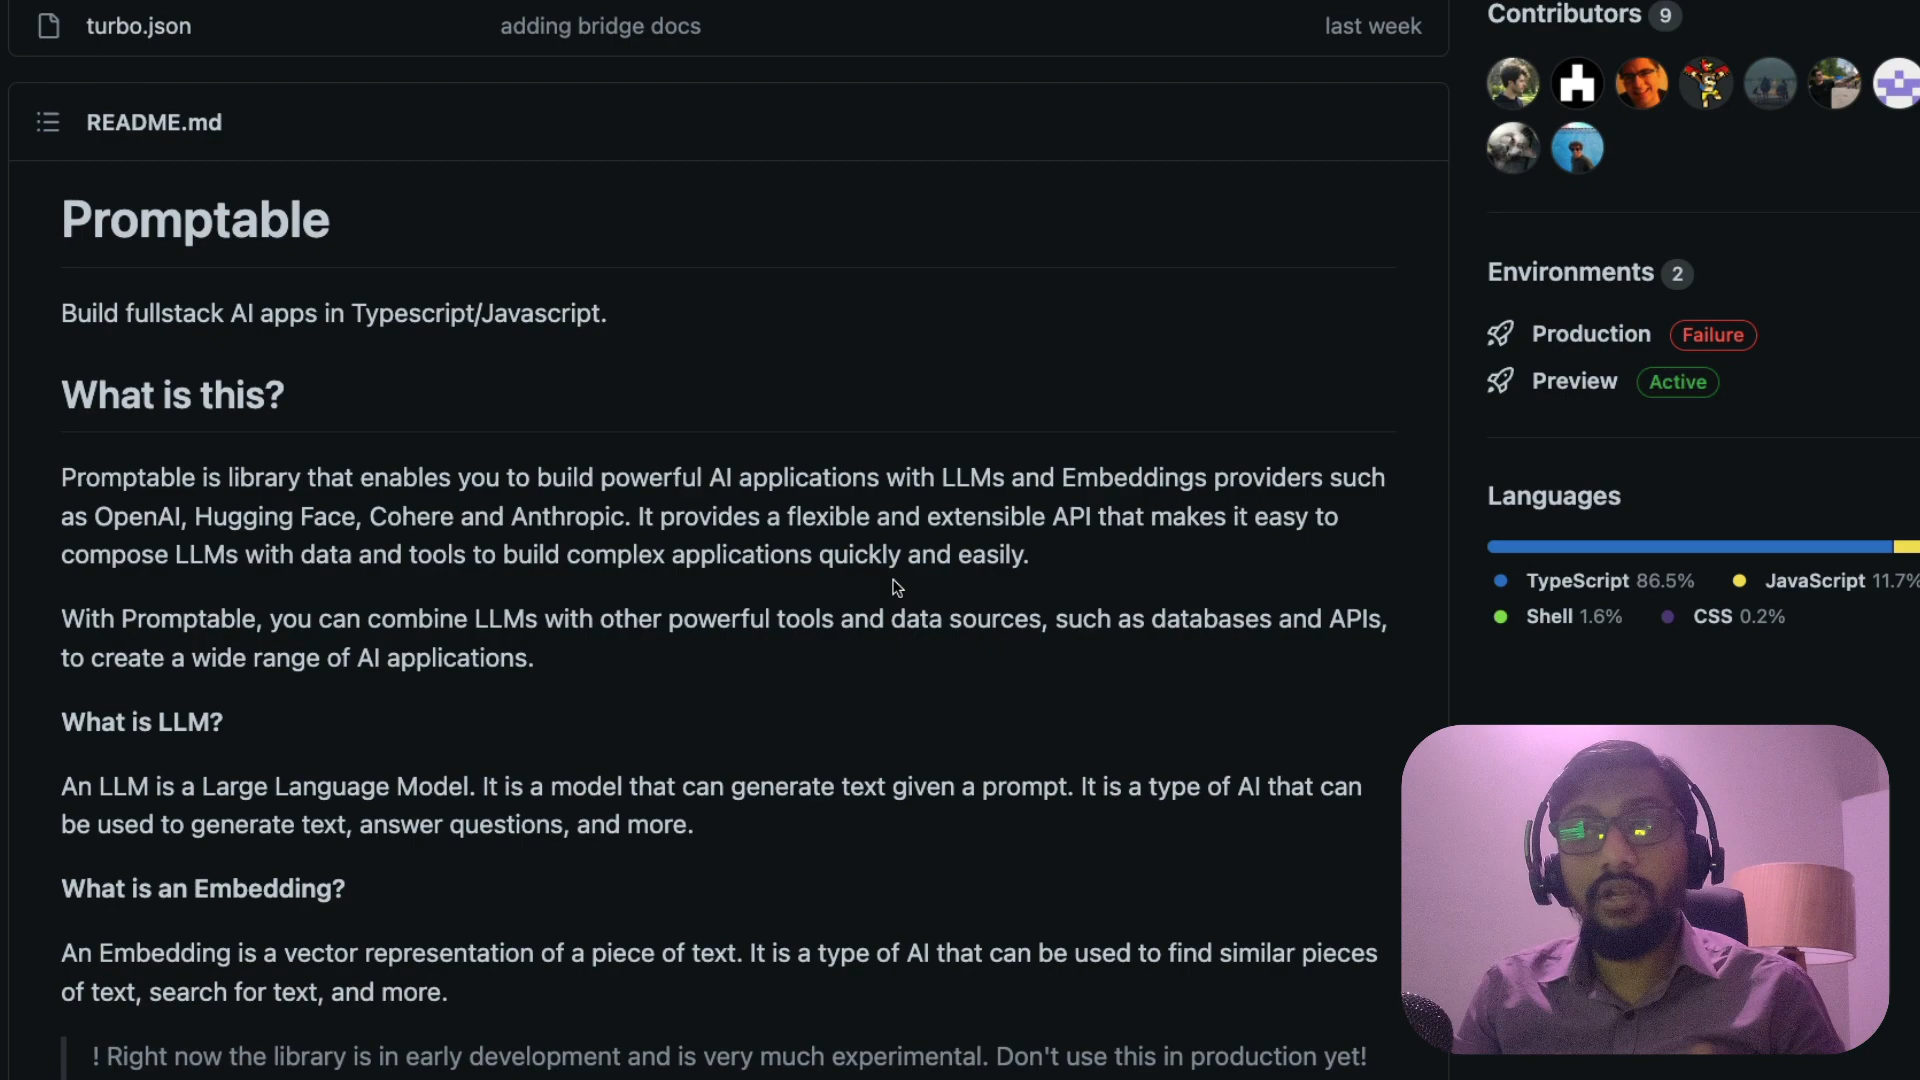 turbo.json adding bridge docs last week
README.md
Promptable
Build fullstack AI apps in Typescript/Javascript.
What is this?
Promptable is library that enables you to build powerful AI applications with LLMs and Embeddings providers such
as OpenAI, Hugging Face, Cohere and Anthropic. It provides a flexible and extensible API that makes it easy to
compose LLMs with data and tools to build complex applications quickly and easily.
With Promptable, you can combine LLMs with other powerful tools and data sources, such as databases and APIs,
to create a wide range of AI applications.
What is LLM?
An LLM is a Large Language Model. It is a model that can generate text given a prompt. It is a type of AI that can
be used to generate text, answer questions, and more.
What is an Embedding?
An Embedding is a vector representation of a piece of text. It is a type of AI that can be used to find similar pieces
of text, search for text, and more.
! Right now the library is in early development and is very much experimental. Don't use this in production yet!
Contributors 9
Environments 2
Production Failure
Preview Active
Languages
TypeScript 86.5% JavaScript 11.7%
Shell 1.6% CSS 0.2%